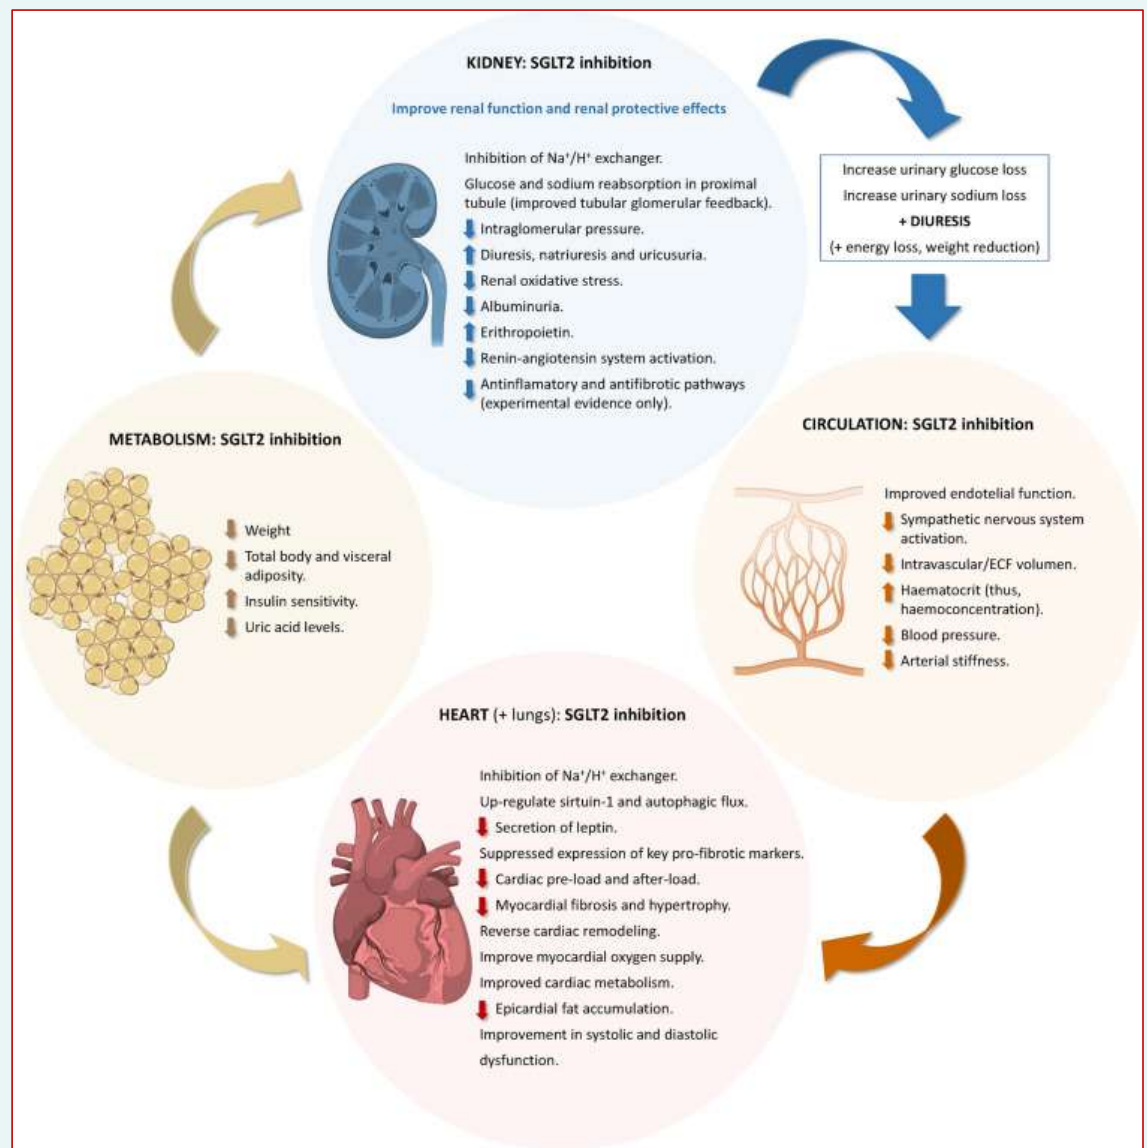 KIDNEY: SGLT2 inhibition
Improve renal function and renal protective effects
Inhibition of Na⁺/H⁺ exchanger.
Glucose and sodium reabsorption in proximal
tubule (improved tubular glomerular feedback).
Intraglomerular pressure.
Diuresis, natriuresis and uricusuria.
Renal oxidative stress.
Albuminuria.
Erithropoietin.
Renin-angiotensin system activation.
Antinflamatory and antifibrotic pathways
(experimental evidence only).
Increase urinary glucose loss
Increase urinary sodium loss
+ DIURESIS
(+ energy loss, weight reduction)
METABOLISM: SGLT2 inhibition
Weight
Total body and visceral
adiposity.
Insulin sensitivity.
Uric acid levels.
CIRCULATION: SGLT2 inhibition
Improved endotelial function.
Sympathetic nervous system
activation.
Intravascular/ECF volumen.
Haematocrit (thus,
haemoconcentration).
Blood pressure.
Arterial stiffness.
HEART (+ lungs): SGLT2 inhibition
Inhibition of Na⁺/H⁺ exchanger.
Up-regulate sirtuin-1 and autophagic flux.
Secretion of leptin.
Suppressed expression of key pro-fibrotic markers.
Cardiac pre-load and after-load.
Myocardial fibrosis and hypertrophy.
Reverse cardiac remodeling.
Improve myocardial oxygen supply.
Improved cardiac metabolism.
Epicardial fat accumulation.
Improvement in systolic and diastolic
dysfunction.